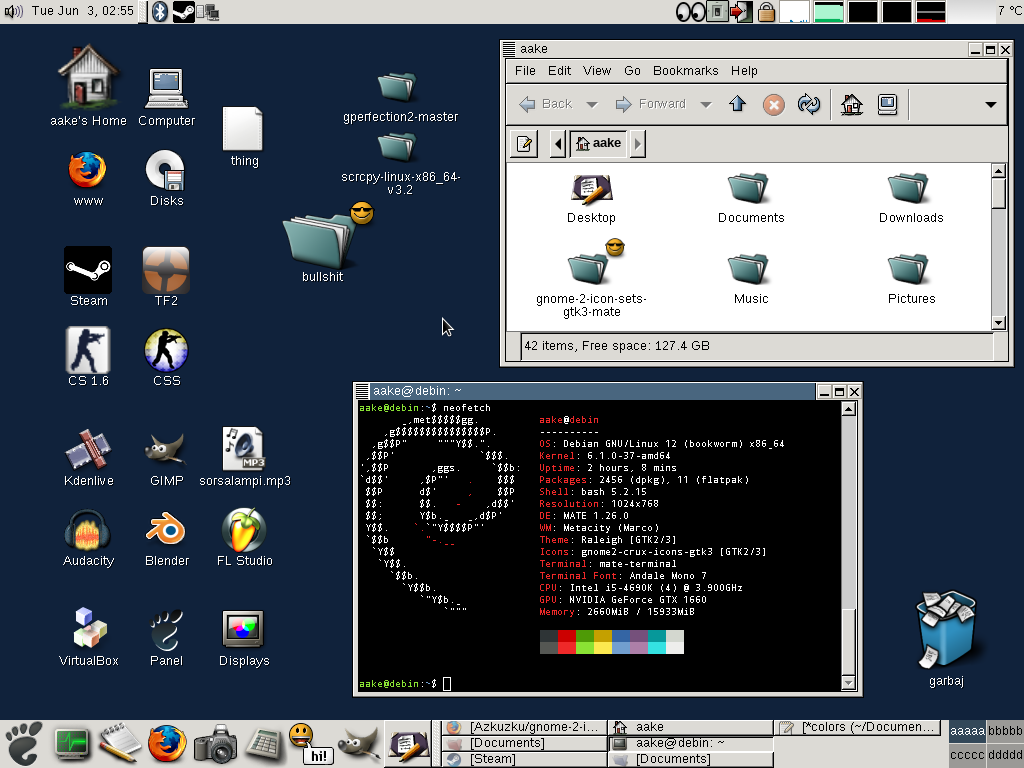 Tue Jun  3, 02:55
7 °C
aake's Home
Computer
thing
gperfection2-master
scrcpy-linux-x86_64-
v3.2
www
Disks
bullshit
Steam
TF2
CS 1.6
CSS
Kdenlive
GIMP
MP3
sorsalampi.mp3
Audacity
Blender
FL Studio
VirtualBox
Panel
Displays
garbaj
aake
File Edit View Go Bookmarks Help
Back Forward
aake
Desktop
Documents
Downloads
gnome-2-icon-sets-
gtk3-mate
Music
Pictures
42 items, Free space: 127.4 GB
aake@debin: ~
aake@debin:~$ neofetch
_,met$$$$$gg.
,g$$$$$$$$$$$$$$$P.
,g$$P"     """Y$$.".
,$$P'              `$$$.
',$$P       ,ggs.     `$$b:
`d$$'     ,$P"'   .    $$$
$$P      d$'     ,    $$P
$$:      $$.   -    ,d$$'
$$;      Y$b._   _,d$P'
Y$$.    `.`"Y$$$$P"'
`$$b      "-.__
`Y$$
`Y$$.
`$$b.
`Y$$b.
`"Y$b._
`"""
aake@debin
----------
OS: Debian GNU/Linux 12 (bookworm) x86_64
Kernel: 6.1.0-37-amd64
Uptime: 2 hours, 8 mins
Packages: 2456 (dpkg), 11 (flatpak)
Shell: bash 5.2.15
Resolution: 1024x768
DE: MATE 1.26.0
WM: Metacity (Marco)
Theme: Raleigh [GTK2/3]
Icons: gnome2-crux-icons-gtk3 [GTK2/3]
Terminal: mate-terminal
Terminal Font: Andale Mono 7
CPU: Intel i5-4690K (4) @ 3.900GHz
GPU: NVIDIA GeForce GTX 1660
Memory: 2660MiB / 15933MiB
aake@debin:~$
hi!
[Azkuzku/gnome-2-i...
aake
[*colors (~/Documen...
[Documents]
aake@debin: ~
[Steam]
[Documents]
aaaaa bbbbb
ccccc ddddd